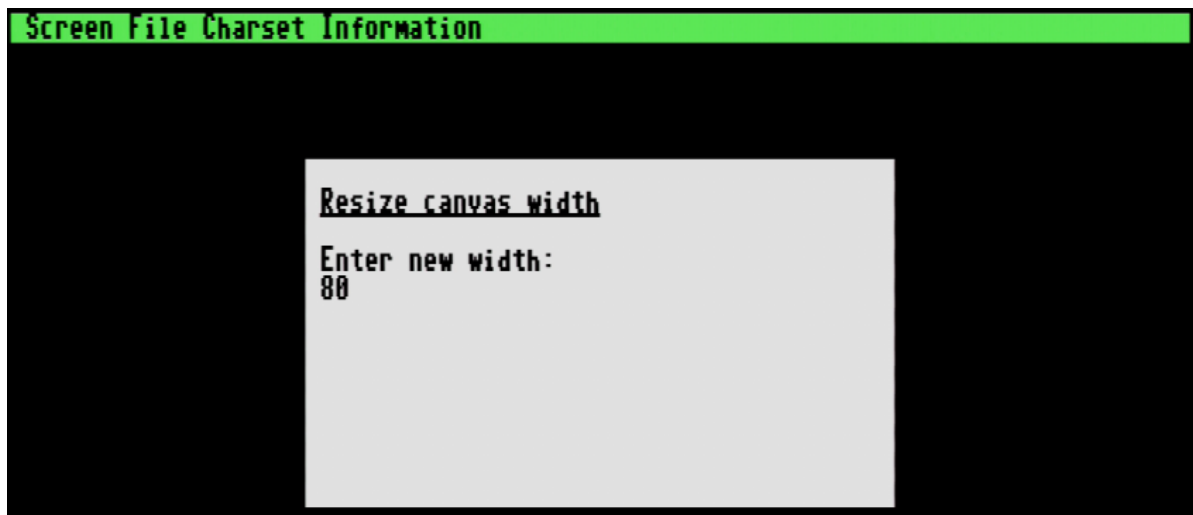 Screen File Charset Information
Resize canvas width
Enter new width:
80